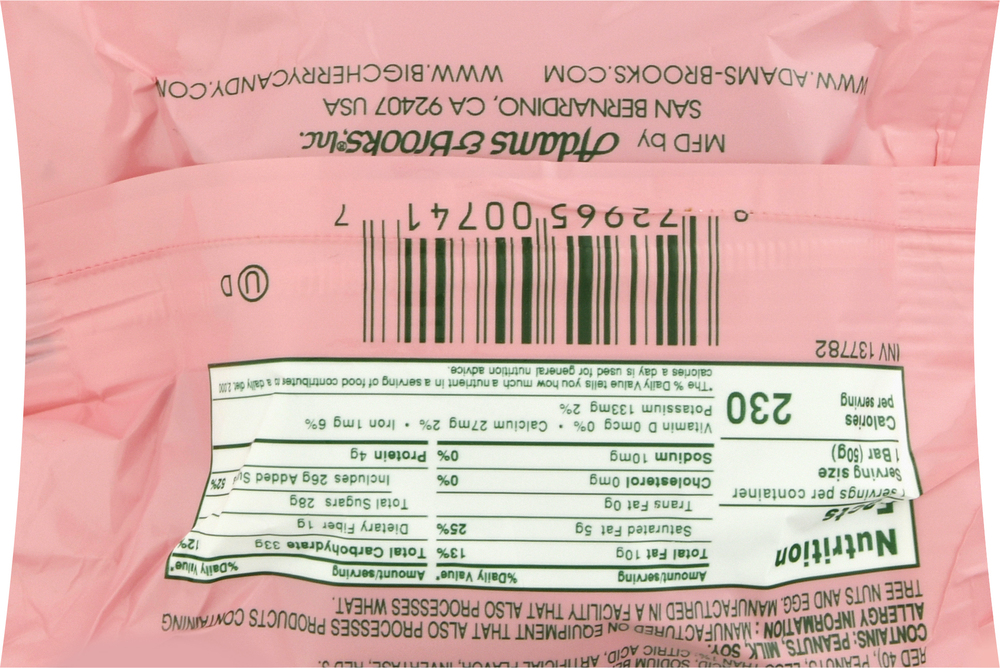 RED 40), PEANUTS,
CONTAINS: PEANUTS, MILK, SOY.
ALLERGY INFORMATION: MANUFACTURED ON EQUIPMENT THAT ALSO PROCESSES PRODUCTS CONTAINING
TREE NUTS AND EGG. MANUFACTURED IN A FACILITY THAT ALSO PROCESSES WHEAT.
Nutrition
Facts
servings per container
Serving size
1 Bar (50g)
Calories
per serving
230
Amount/serving %Daily Value*
Total Fat 10g 13%
Saturated Fat 5g 25%
Trans Fat 0g
Cholesterol 0mg 0%
Sodium 10mg 0%
Amount/serving %Daily Value*
Total Carbohydrate 33g 12%
Dietary Fiber 1g
Total Sugars 28g
Includes 26g Added 52%
Protein 4g
Vitamin D 0mcg 0% • Calcium 27mg 2% • Iron 1mg 6%
Potassium 133mg 2%
*The % Daily Value tells you how much a nutrient in a serving of food contributes to a daily diet. 2,000
calories a day is used for general nutrition advice.
INV 137782
U D
0 72965 00741 7
MFD by Adams & Brooks®, Inc.
SAN BERNARDINO, CA 92407 USA
WWW.ADAMS-BROOKS.COM WWW.BIGCHERRYCANDY.COM